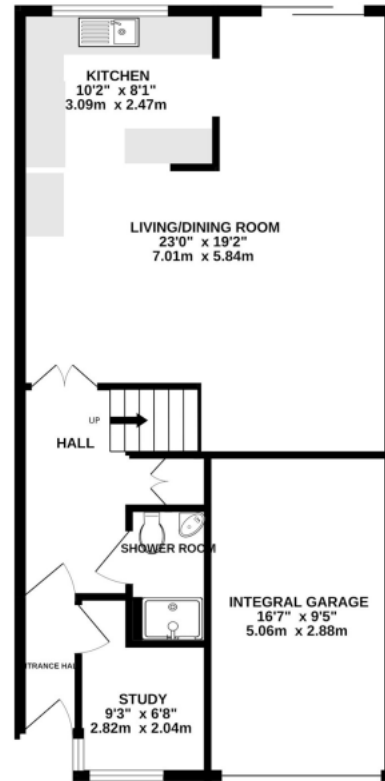 KITCHEN
10'2" x 8'1"
3.09m x 2.47m
LIVING/DINING ROOM
23'0" x 19'2"
7.01m x 5.84m
UP
HALL
SHOWER ROOM
INTEGRAL GARAGE
16'7" x 9'5"
5.06m x 2.88m
NTRANCE HALL
STUDY
9'3" x 6'8"
2.82m x 2.04m